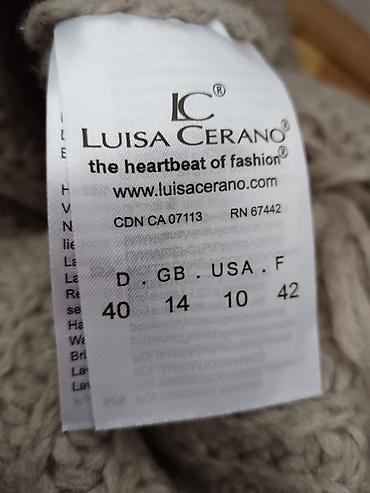 LC®
LUISA CERANO®
the heartbeat of fashion®
www.luisacerano.com
CDN CA 07113 RN 67442
D . GB . USA . F
40 14 10 42